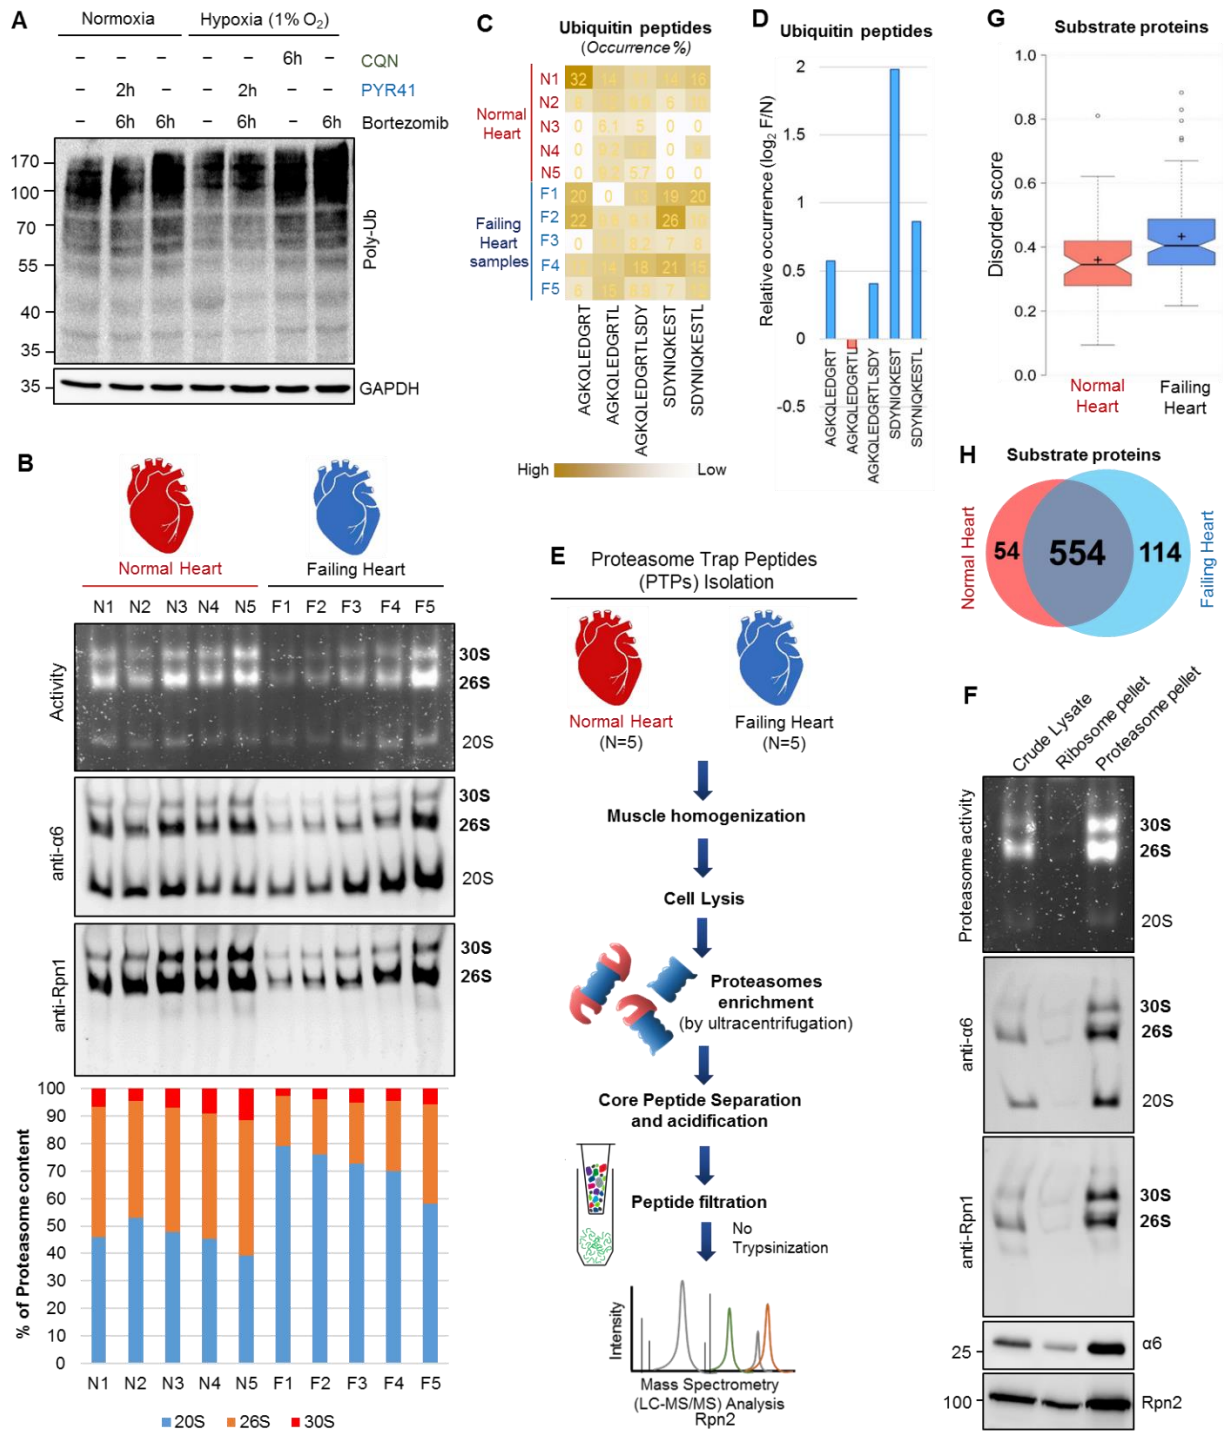 A
Normoxia
Hypoxia (1% O2)
– – – – – 6h – CQN
– 2h – – 2h – – PYR41
– 6h 6h – 6h – 6h Bortezomib
170
100
70
55
40
35
Poly-Ub
35
GAPDH
B
Normal Heart
Failing Heart
N1 N2 N3 N4 N5 F1 F2 F3 F4 F5
Activity
30S
26S
20S
anti-α6
30S
26S
20S
anti-Rpn1
30S
26S
% of Proteasome content
100
90
80
70
60
50
40
30
20
10
0
N1 N2 N3 N4 N5 F1 F2 F3 F4 F5
20S 26S 30S
C
Ubiquitin peptides
(Occurrence %)
Normal
Heart
Failing
Heart
samples
N1 32 14 14 16
N2 6 6
N3 0 6.1 5 0 0
N4 0 0
N5 0 5.7 0 0
F1 20 0 19 20
F2 22 26
F3 0 8.2 7
F4 14 18 21 15
F5 6 15 7
AGKQLEDGRT
AGKQLEDGRTL
AGKQLEDGRTLSDY
SDYNIQKEST
SDYNIQKESTL
High
Low
D
Ubiquitin peptides
Relative occurrence (log2 F/N)
2
1.5
1
0.5
0
-0.5
AGKQLEDGRT
AGKQLEDGRTL
AGKQLEDGRTLSDY
SDYNIQKEST
SDYNIQKESTL
E
Proteasome Trap Peptides
(PTPs) Isolation
Normal Heart
(N=5)
Failing Heart
(N=5)
Muscle homogenization
Cell Lysis
Proteasomes
enrichment
(by ultracentrifugation)
Core Peptide Separation
and acidification
Peptide filtration
No
Trypsinization
Intensity
Mass Spectrometry
(LC-MS/MS) Analysis
Rpn2
G
Substrate proteins
Disorder score
1.0
0.8
0.6
0.4
0.2
0.0
Normal
Heart
Failing
Heart
H
Substrate proteins
Normal Heart
54
554
114
Failing Heart
F
Crude Lysate
Ribosome pellet
Proteasome pellet
Proteasome activity
30S
26S
20S
anti-α6
30S
26S
20S
anti-Rpn1
30S
26S
25
α6
100
Rpn2